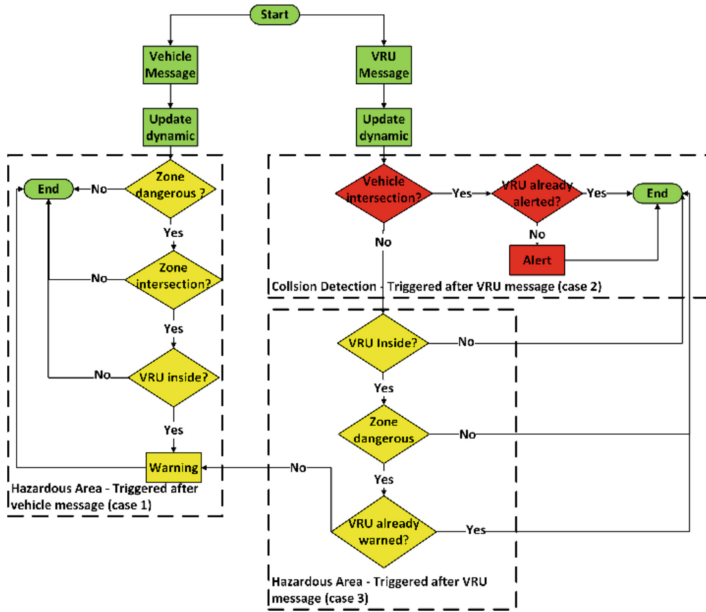 Start
Vehicle
Message
VRU
Message
Update
dynamic
Update
dynamic
End
No
Zone
dangerous ?
Yes
No
Zone
intersection?
Yes
No
VRU inside?
Yes
Warning
Hazardous Area - Triggered after
vehicle message (case 1)
Vehicle
intersection?
Yes
VRU already
alerted?
Yes
End
No
No
Alert
Collsion Detection - Triggered after VRU message (case 2)
VRU Inside?
No
Yes
Zone
dangerous
No
Yes
No
VRU already
warned?
Yes
Hazardous Area - Triggered after VRU
message (case 3)